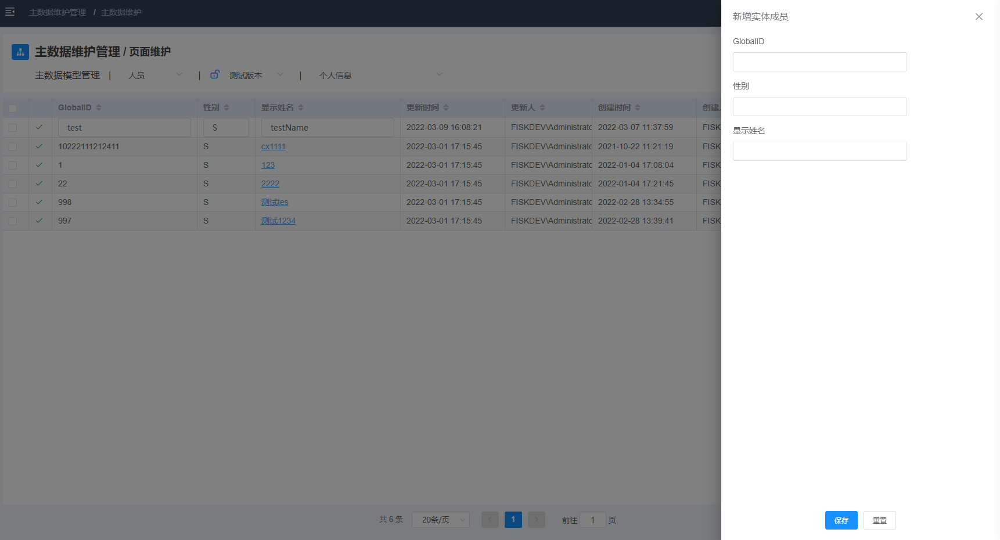 主数据维护管理 / 主数据维护
主数据维护管理 / 页面维护
主数据模型管理 | 人员 | 测试版本 | 个人信息
GlobalID 性别 显示姓名 更新时间 更新人 创建时间 创建
test S testName 2022-03-09 16:08:21 FISKDEV\Administrato 2022-03-07 11:37:59 FISK
10222111212411 S cx1111 2022-03-01 17:15:45 FISKDEV\Administrato 2021-10-22 11:21:19 FISK
1 S 123 2022-03-01 17:15:45 FISKDEV\Administrato 2022-01-04 17:08:04 FISK
22 S 2222 2022-03-01 17:15:45 FISKDEV\Administrato 2022-01-04 17:21:45 FISK
998 S 测试tes 2022-03-01 17:15:45 FISKDEV\Administrato 2022-02-28 13:34:55 FISK
997 S 测试1234 2022-03-01 17:15:45 FISKDEV\Administrato 2022-02-28 13:39:41 FISK
共 6 条 20条/页 1 前往 1 页
新增实体成员
GlobalID
性别
显示姓名
保存 重置